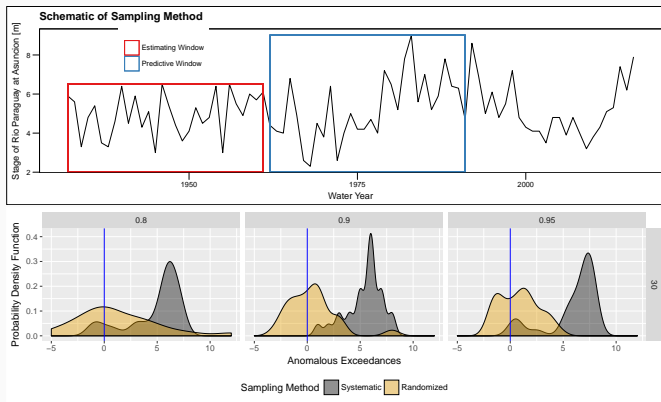 Schematic of Sampling Method
Stage of Rio Paraguay at Asuncion [m]
8
6
4
2
Estimating Window
Predictive Window
1950
1975
2000
Water Year
0.8
0.9
0.95
30
Probability Density Function
0.4
0.3
0.2
0.1
0.0
−5
0
5
10
−5
0
5
10
−5
0
5
10
Anomalous Exceedances
Sampling Method
Systematic
Randomized